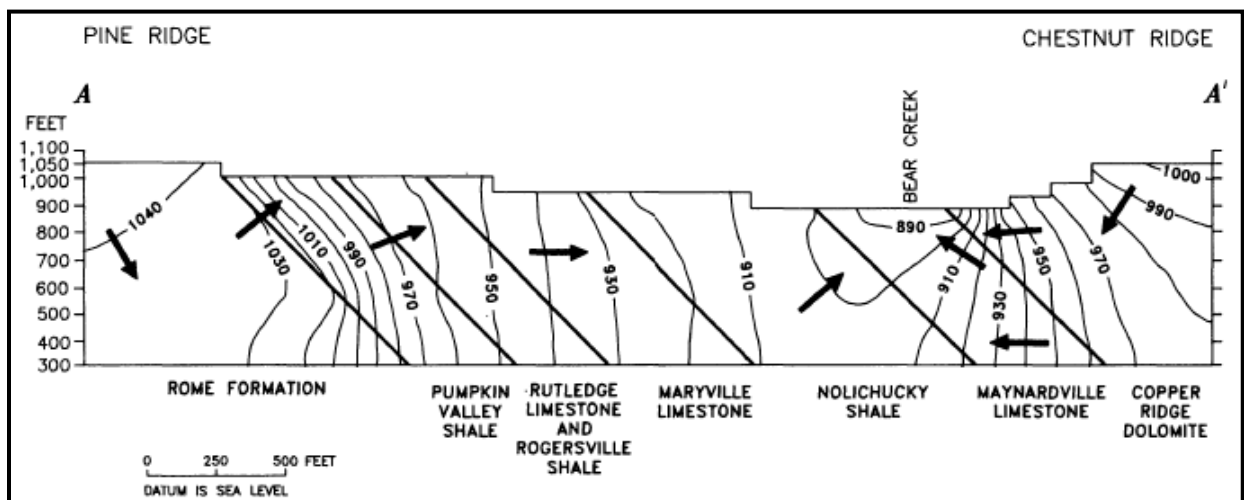 PINE RIDGE
CHESTNUT RIDGE
A
A'
BEAR CREEK
FEET
1,100
1,050
1,000
900
800
700
600
500
400
300
1040
1030
1010
990
970
950
930
910
890
910
930
950
970
990
1000
ROME FORMATION
PUMPKIN
VALLEY
SHALE
RUTLEDGE
LIMESTONE
AND
ROGERSVILLE
SHALE
MARYVILLE
LIMESTONE
NOLICHUCKY
SHALE
MAYNARDVILLE
LIMESTONE
COPPER
RIDGE
DOLOMITE
0 250 500 FEET
DATUM IS SEA LEVEL